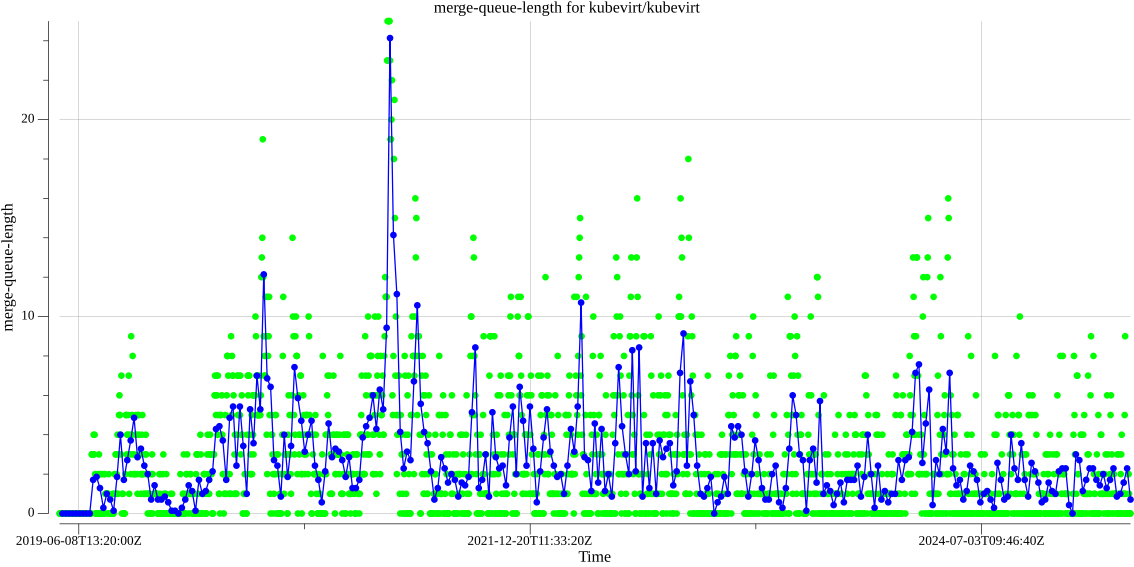 merge-queue-length for kubevirt/kubevirt
20
10
0
merge-queue-length
2019-06-08T13:20:00Z
2021-12-20T11:33:20Z
2024-07-03T09:46:40Z
Time